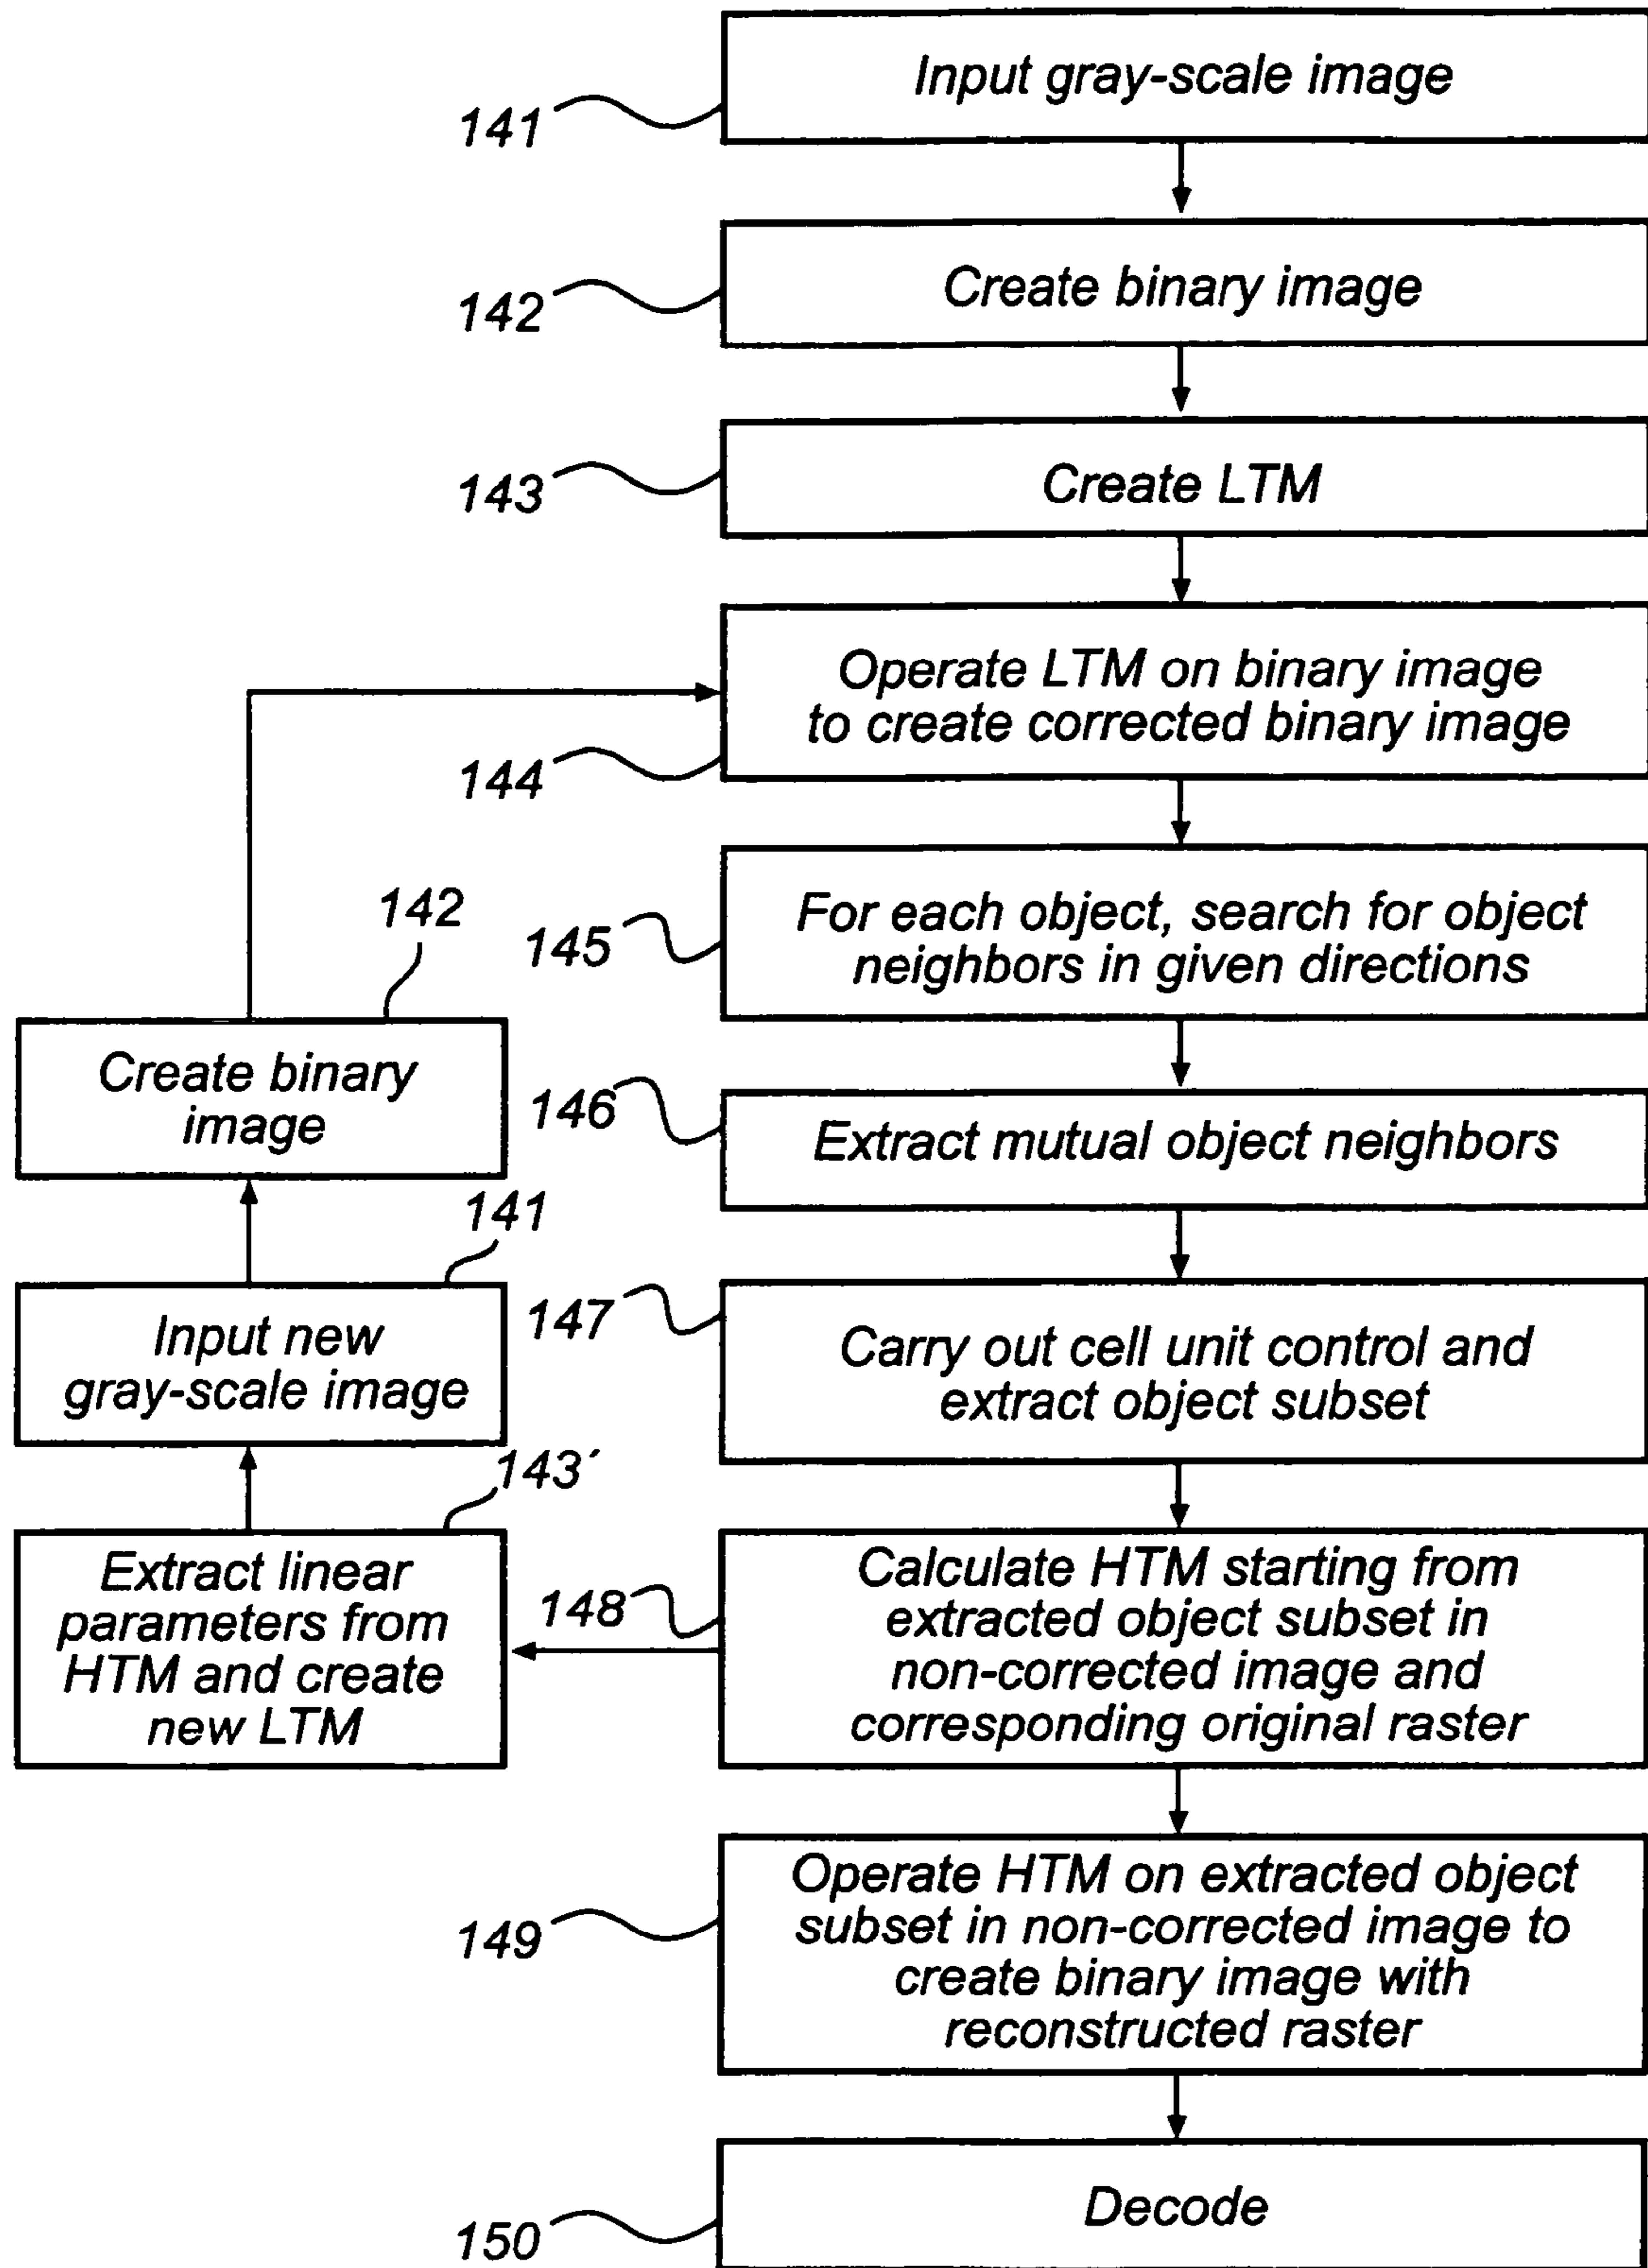 Input gray-scale image
141
Create binary image
142
Create LTM
143
Operate LTM on binary image
to create corrected binary image
144
For each object, search for object
neighbors in given directions
145
Extract mutual object neighbors
146
Carry out cell unit control and
extract object subset
147
Calculate HTM starting from
extracted object subset in
non-corrected image and
corresponding original raster
148
Extract linear
parameters from
HTM and create
new LTM
143´
Input new
gray-scale image
141
Create binary
image
142
Operate HTM on extracted object
subset in non-corrected image to
create binary image with
reconstructed raster
149
Decode
150